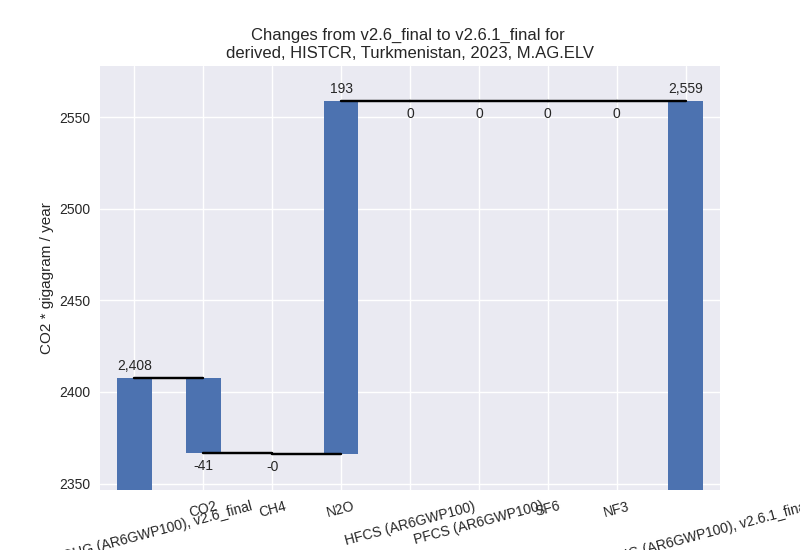 Changes from v2.6_final to v2.6.1_final for
derived, HISTCR, Turkmenistan, 2023, M.AG.ELV
CO2 * gigagram / year
2550
2500
2450
2400
2350
2,408
-41
-0
193
0
0
0
0
2,559
(AR6GWP100), v2.6_final
CO2
CH4
N2O
HFCS (AR6GWP100)
PFCS (AR6GWP100)
SF6
NF3
(AR6GWP100), v2.6.1_final